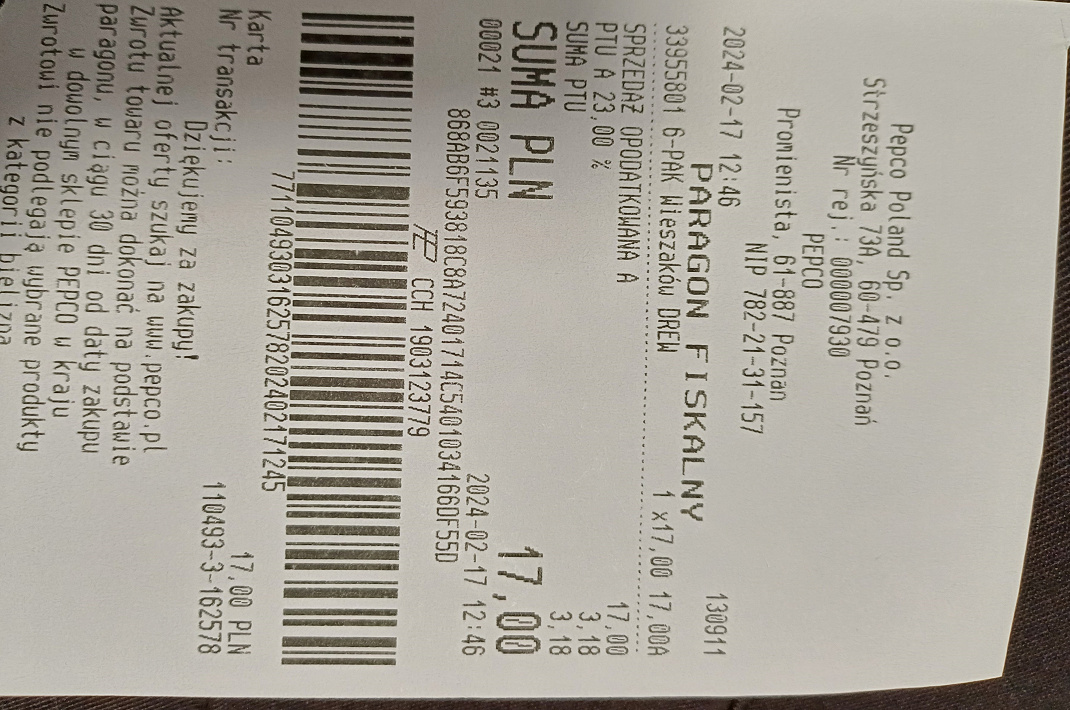 Pepco Poland Sp. z o.o.
Strzeszyńska 73A, 60-479 Poznań
Nr rej.: 000007930
PEPCO
Promienista, 61-887 Poznań
NIP 782-21-31-157
2024-02-17 12:46 130911
PARAGON FISKALNY
33955801 6-PAK Wieszaków DREW 1 x17,00 17,00A
SPRZEDAŻ OPODATKOWANA A 17,00
PTU A 23,00 % 3,18
SUMA PTU 3,18
SUMA PLN 17,00
00021 #3 0021135 2024-02-17 12:46
868AB6F593818C8A72401714C5401034166DF55D
CCH 1903123779
7711049303162578202402171245
Karta 17,00 PLN
Nr transakcji: 110493-3-162578
Dziękujemy za zakupy!
Aktualnej oferty szukaj na www.pepco.pl
Zwrotu towaru można dokonać na podstawie
paragonu, w ciągu 30 dni od daty zakupu
w dowolnym sklepie PEPCO w kraju
Zwrotowi nie podlegają wybrane produkty
z kategorii bielizna